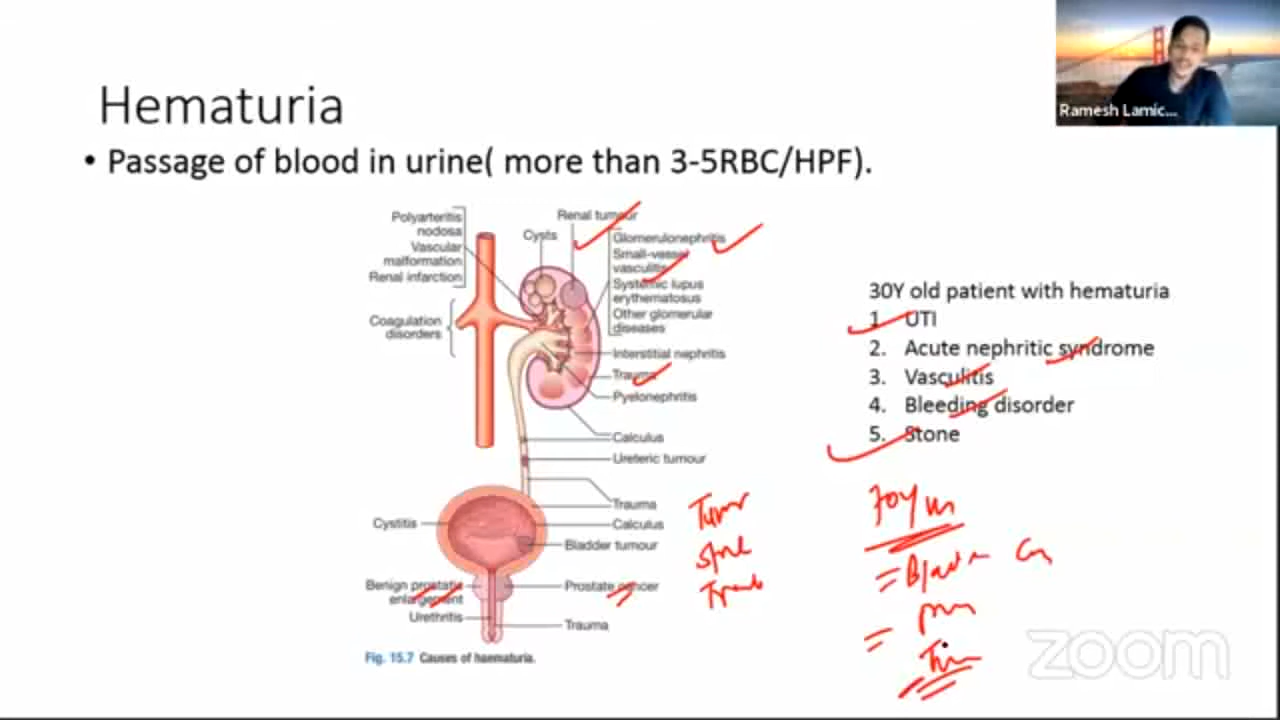 Ramesh Lamic...
Hematuria
• Passage of blood in urine( more than 3-5RBC/HPF).
Polyarteritis
nodosa
Vascular
malformation
Renal infarction
Coagulation
disorders
Cysts
Renal tumour
Glomerulonephritis
Small-vessel
vasculitis
Systemic lupus
erythematosus
Other glomerular
diseases
Interstitial nephritis
Trauma
Pyelonephritis
Calculus
Ureteric tumour
Trauma
Cystitis
Calculus
Bladder tumour
Benign prostatic
enlargement
Prostate cancer
Urethritis
Trauma
Fig. 15.7 Causes of haematuria.
30Y old patient with hematuria
1. UTI
2. Acute nephritic syndrome
3. Vasculitis
4. Bleeding disorder
5. Stone
Tumor
70y
zoom